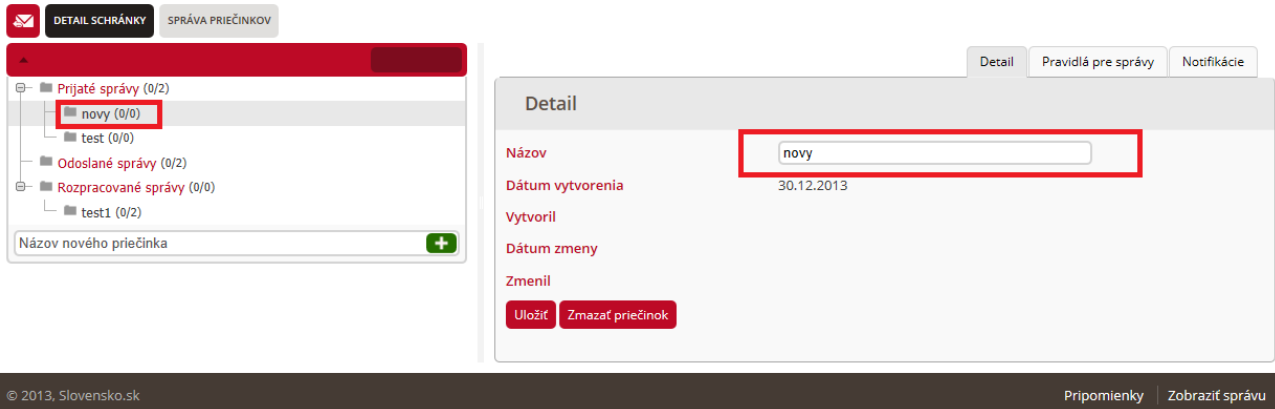 DETAIL SCHRÁNKY SPRÁVA PRIEČINKOV
Prijaté správy (0/2)
novy (0/0)
test (0/0)
Odoslané správy (0/2)
Rozpracované správy (0/0)
test1 (0/2)
Názov nového priečinka
Detail Pravidlá pre správy Notifikácie
Detail
Názov novy
Dátum vytvorenia 30.12.2013
Vytvoril
Dátum zmeny
Zmenil
Uložiť Zmazať priečinok
© 2013, Slovensko.sk Pripomienky Zobraziť správu